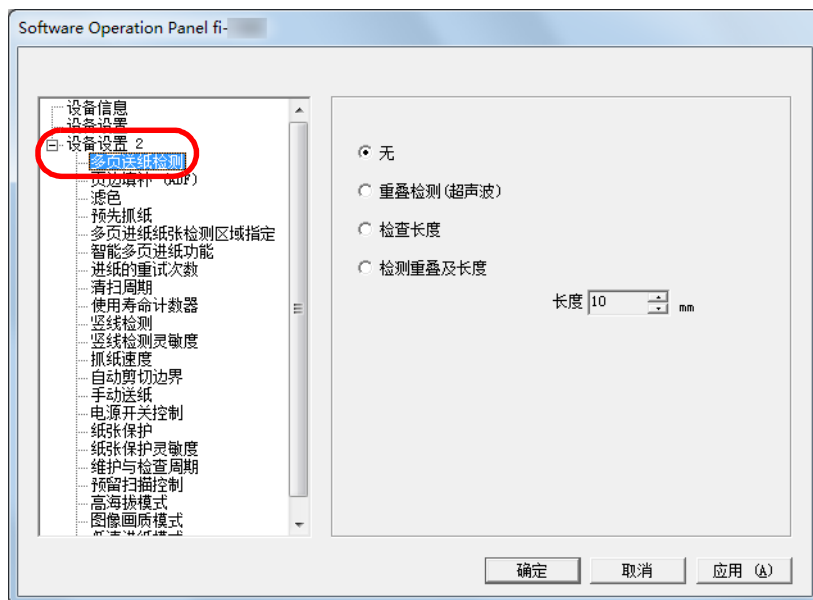 Software Operation Panel fi-
设备信息
设备设置
设备设置 2
多页送纸检测
页边填补 (ADF)
滤色
预先抓纸
多页进纸纸张检测区域指定
智能多页进纸功能
进纸的重试次数
清扫周期
使用寿命计数器
竖线检测
竖线检测灵敏度
抓纸速度
自动剪切边界
手动送纸
电源开关控制
纸张保护
纸张保护灵敏度
维护与检查周期
预留扫描控制
高海拔模式
图像画质模式
低速进纸模式
无
重叠检测(超声波)
检查长度
检测重叠及长度
长度 10 mm
确定 取消 应用 (A)